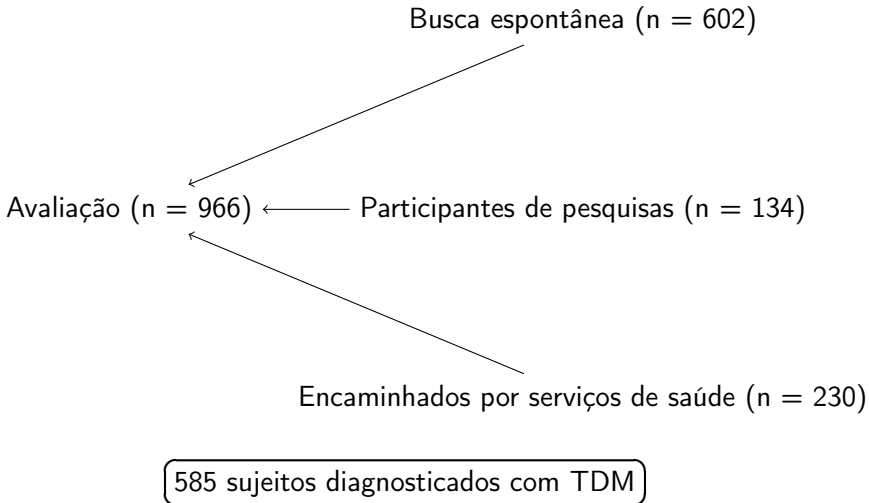 Busca espontânea (n = 602)
Avaliação (n = 966)
Participantes de pesquisas (n = 134)
Encaminhados por serviços de saúde (n = 230)
585 sujeitos diagnosticados com TDM